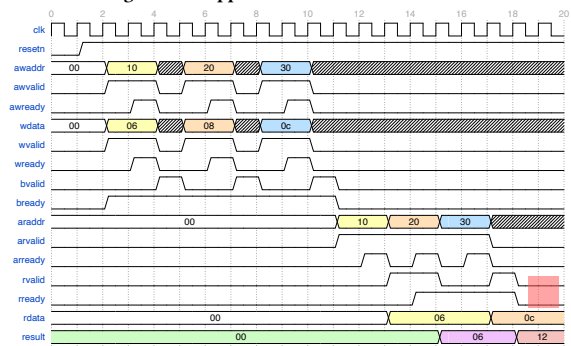 0 2 4 6 8 10 12 14 16 18 20
clk
resetn
awaddr 00 10 20 30
awvalid
awready
wdata 00 06 08 0c
wvalid
wready
bvalid
bready
araddr 00 10 20 30
arvalid
arready
rvalid
rready
rdata 00 06 0c
result 00 06 12